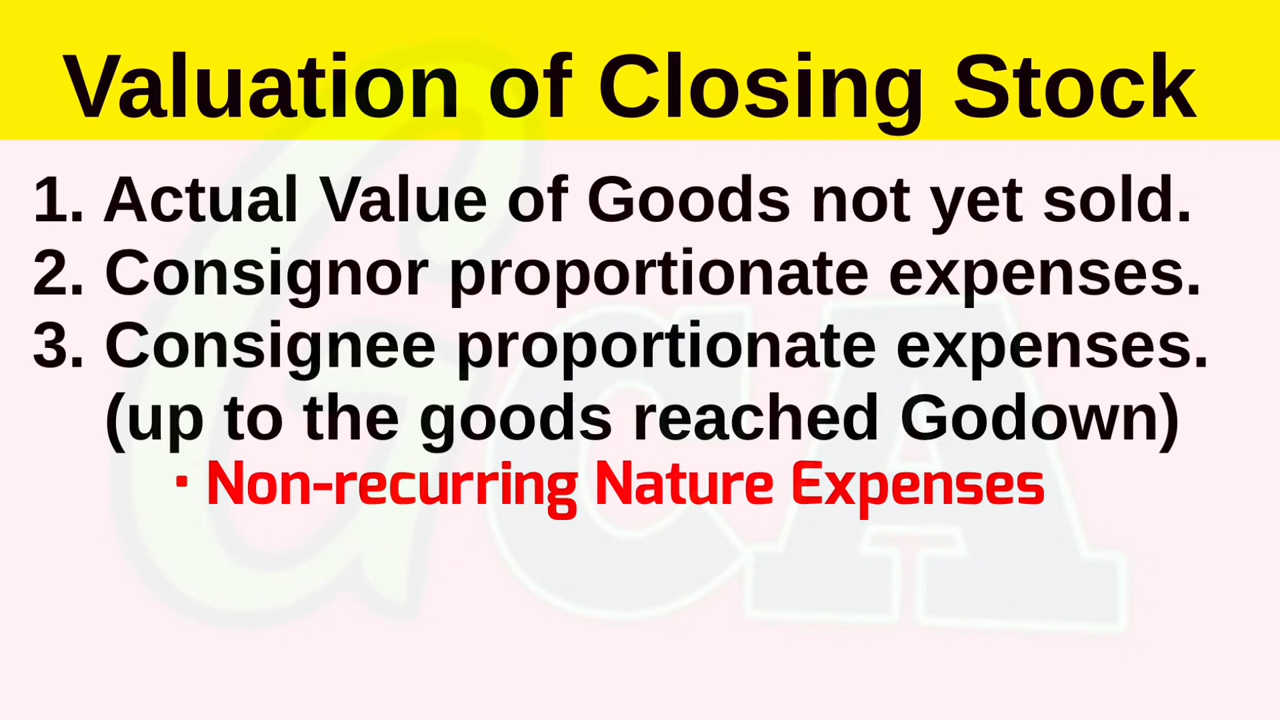 Valuation of Closing Stock
1. Actual Value of Goods not yet sold.
2. Consignor proportionate expenses.
3. Consignee proportionate expenses.
(up to the goods reached Godown)
· Non-recurring Nature Expenses
GCA